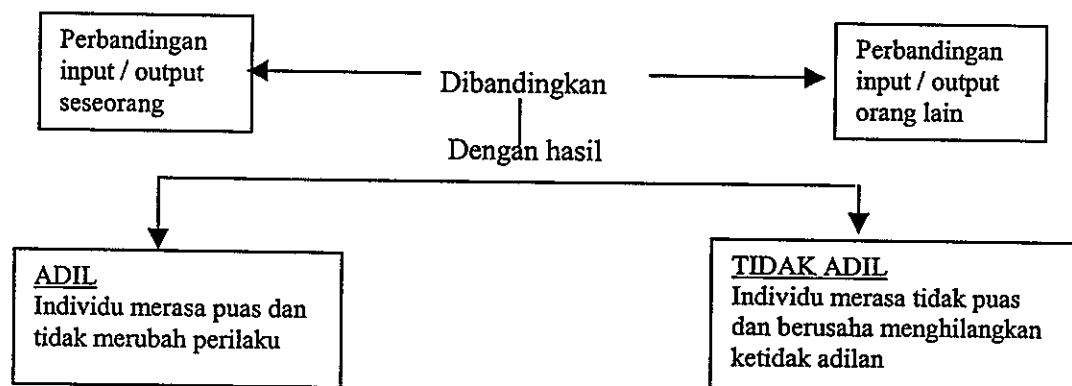 Perbandingan
input / output
seseorang
Dibandingkan
Perbandingan
input / output
orang lain
Dengan hasil
ADIL
Individu merasa puas dan
tidak merubah perilaku
TIDAK ADIL
Individu merasa tidak puas
dan berusaha menghilangkan
ketidak adilan